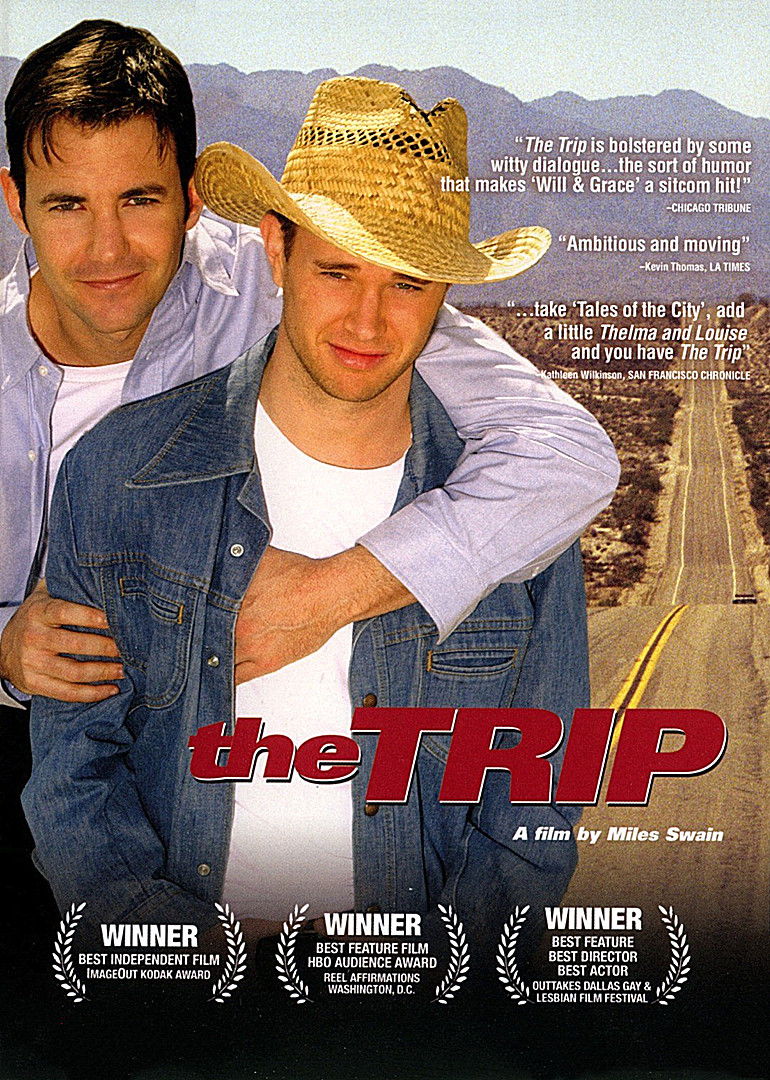 “The Trip is bolstered by some
witty dialogue...the sort of humor
that makes ‘Will & Grace’ a sitcom hit!”
–CHICAGO TRIBUNE
“Ambitious and moving”
–Kevin Thomas, LA TIMES
“...take ‘Tales of the City’, add
a little Thelma and Louise
and you have The Trip”
–Kathleen Wilkinson, SAN FRANCISCO CHRONICLE
the TRIP
A film by Miles Swain
WINNER
BEST INDEPENDENT FILM
IMAGEOUT KODAK AWARD
WINNER
BEST FEATURE FILM
HBO AUDIENCE AWARD
REEL AFFIRMATIONS
WASHINGTON, D.C.
WINNER
BEST FEATURE
BEST DIRECTOR
BEST ACTOR
OUTTAKES DALLAS GAY &
LESBIAN FILM FESTIVAL